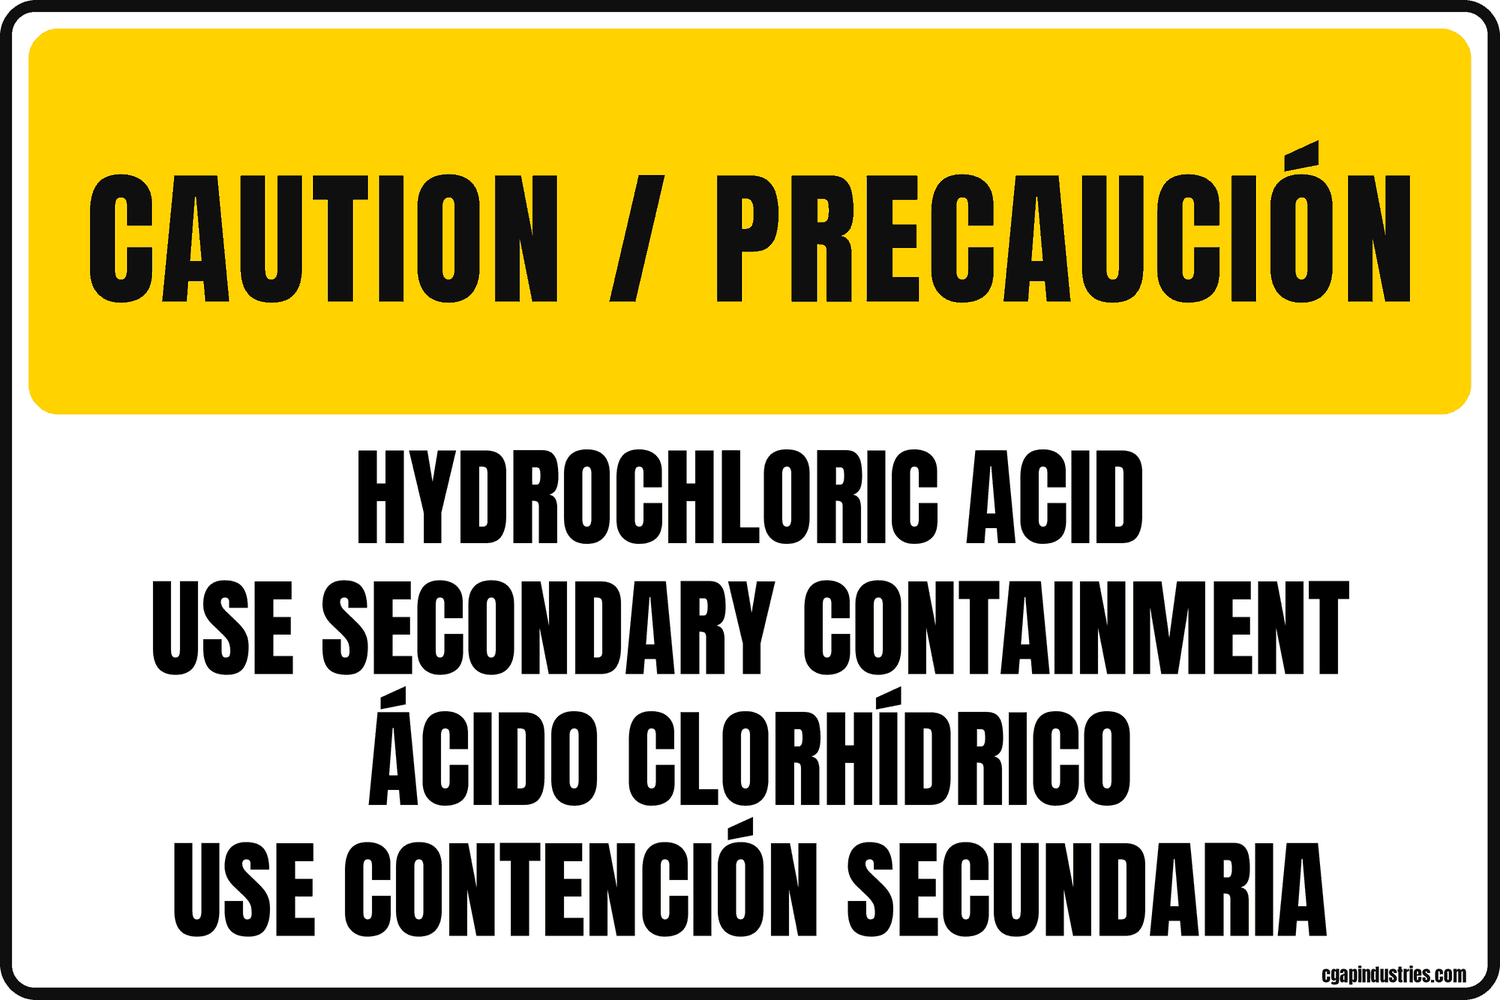 CAUTION / PRECAUCIÓN
HYDROCHLORIC ACID
USE SECONDARY CONTAINMENT
ÁCIDO CLORHÍDRICO
USE CONTENCIÓN SECUNDARIA
cgapindustries.com